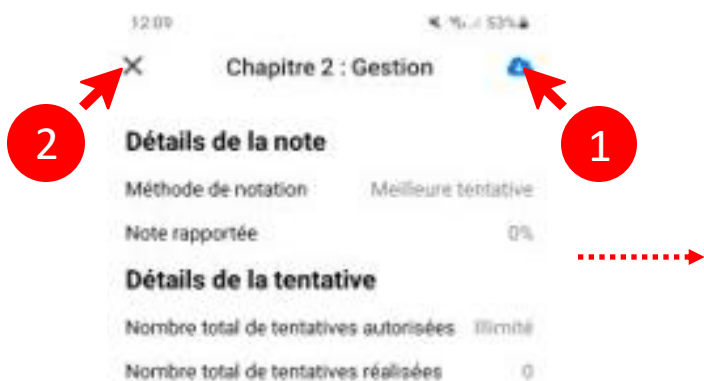 12:09 53%
Chapitre 2 : Gestion
2
1
Détails de la note
Méthode de notation Meilleure tentative
Note rapportée 0%
Détails de la tentative
Nombre total de tentatives autorisées Illimité
Nombre total de tentatives réalisées 0